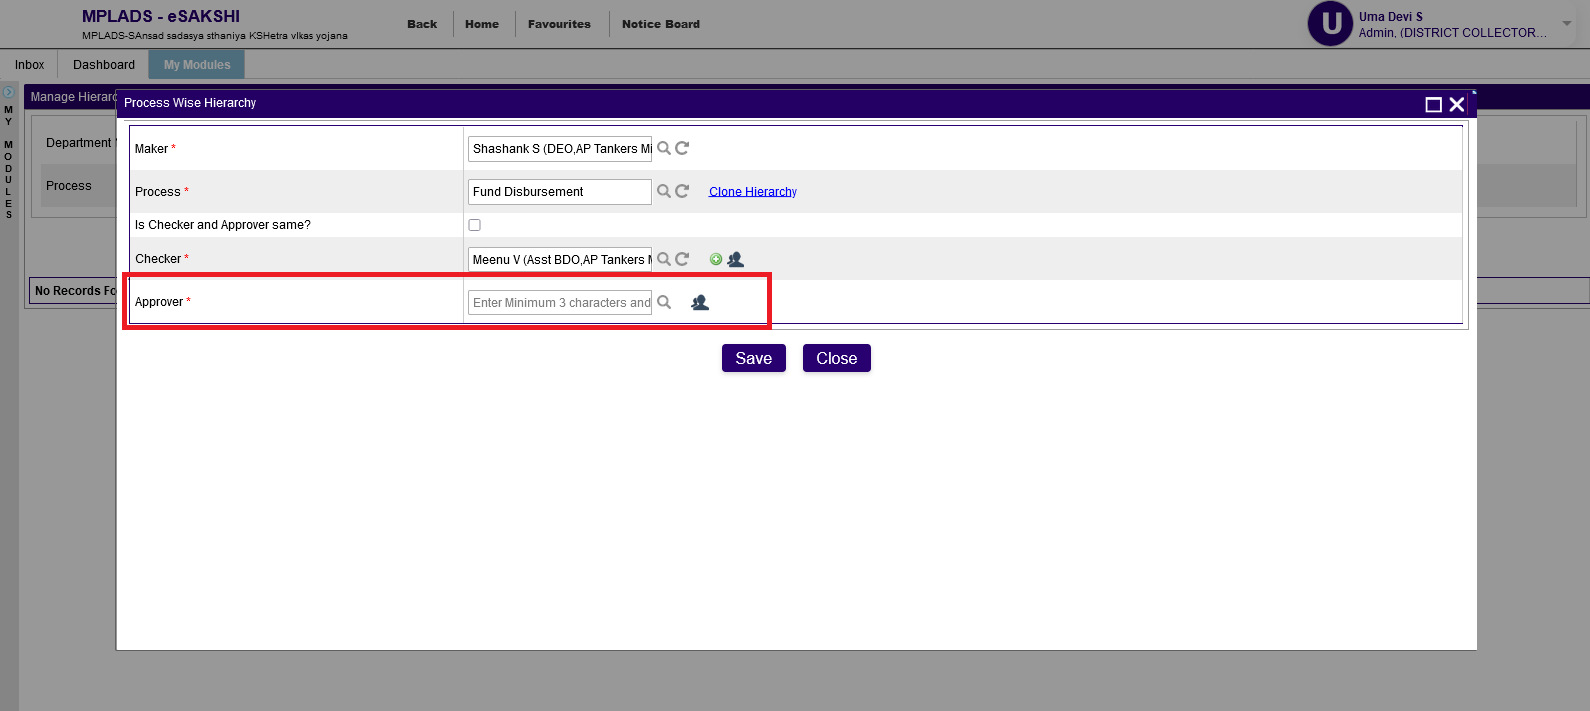 MPLADS - eSAKSHI
MPLADS-SAnsad sadasya sthaniya KSHetra vIkas yojana
Back
Home
Favourites
Notice Board
U
Uma Devi S
Admin, (DISTRICT COLLECTOR...
Inbox
Dashboard
My Modules
MY MODULES
Manage Hierarc
Process Wise Hierarchy
Department
Process
Maker *
Shashank S (DEO,AP Tankers Mi
Process *
Fund Disbursement
Clone Hierarchy
Is Checker and Approver same?
Checker *
Meenu V (Asst BDO,AP Tankers M
No Records Fo
Approver *
Enter Minimum 3 characters and
Save
Close